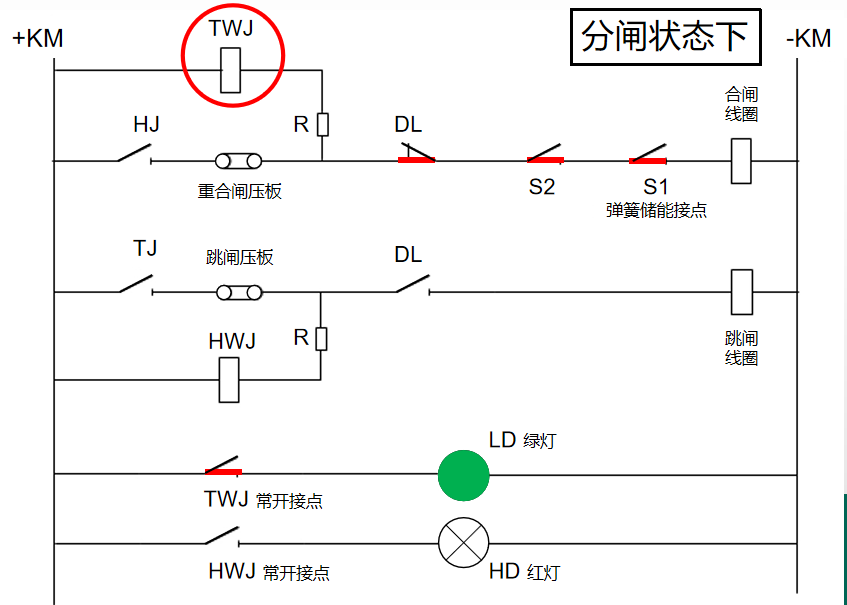 TWJ
分闸状态下
+KM
-KM
合闸
线圈
HJ
R
DL
重合闸压板
S2
S1
弹簧储能接点
TJ
跳闸压板
DL
HWJ
R
跳闸
线圈
LD 绿灯
TWJ 常开接点
HWJ 常开接点
HD 红灯